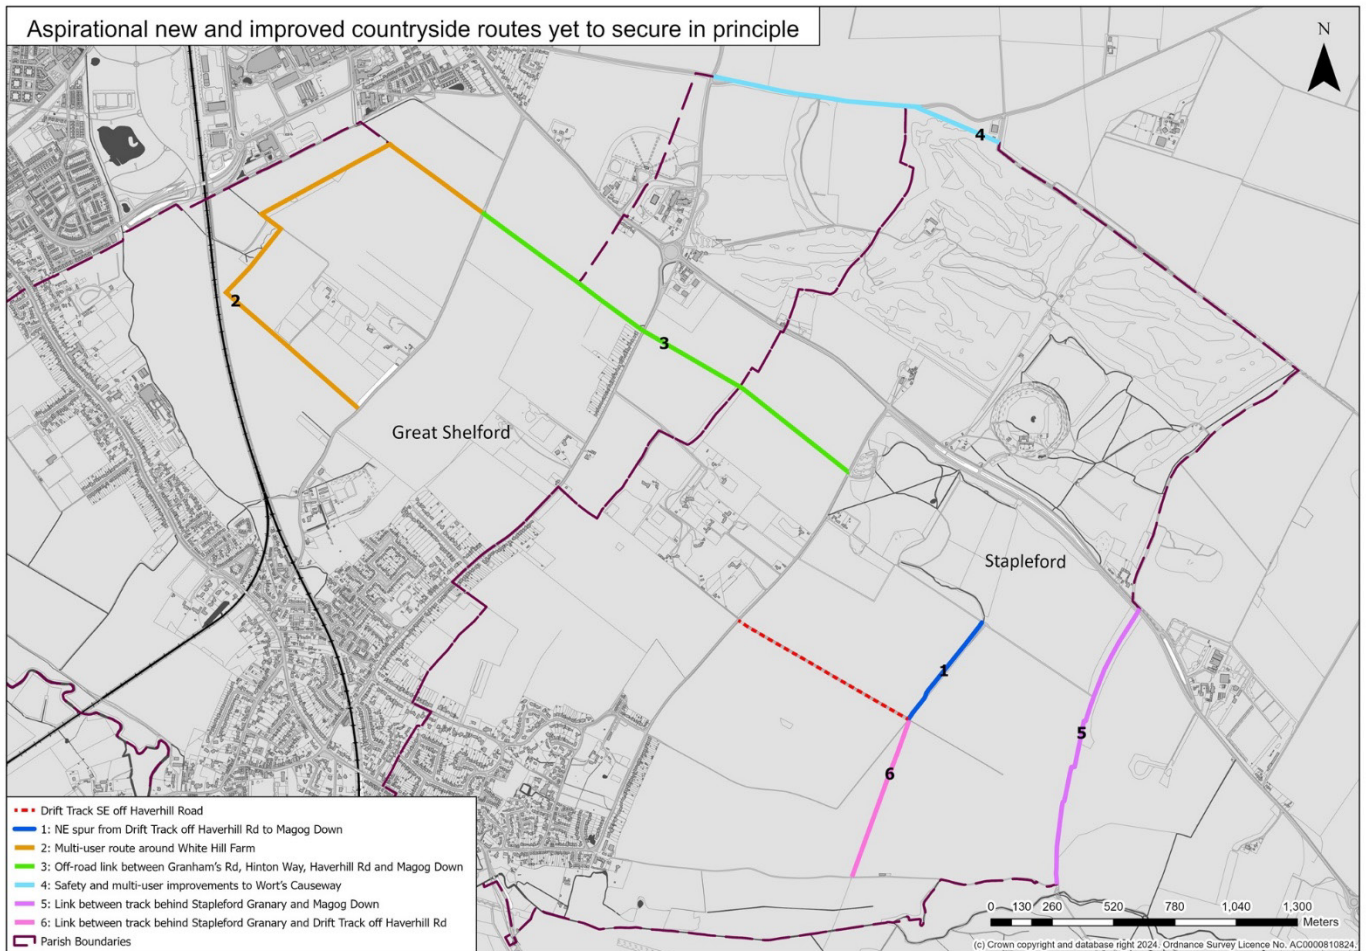 Aspirational new and improved countryside routes yet to secure in principle
N
4
2
3
Great Shelford
Stapleford
1
5
6
Drift Track SE off Haverhill Road
1: NE spur from Drift Track off Haverhill Rd to Magog Down
2: Multi-user route around White Hill Farm
3: Off-road link between Granham's Rd, Hinton Way, Haverhill Rd and Magog Down
4: Safety and multi-user improvements to Wort's Causeway
5: Link between track behind Stapleford Granary and Magog Down
6: Link between track behind Stapleford Granary and Drift Track off Haverhill Rd
Parish Boundaries
0 130 260 520 780 1,040 1,300
Meters
(c) Crown copyright and database right 2024. Ordnance Survey Licence No. AC0000810824.